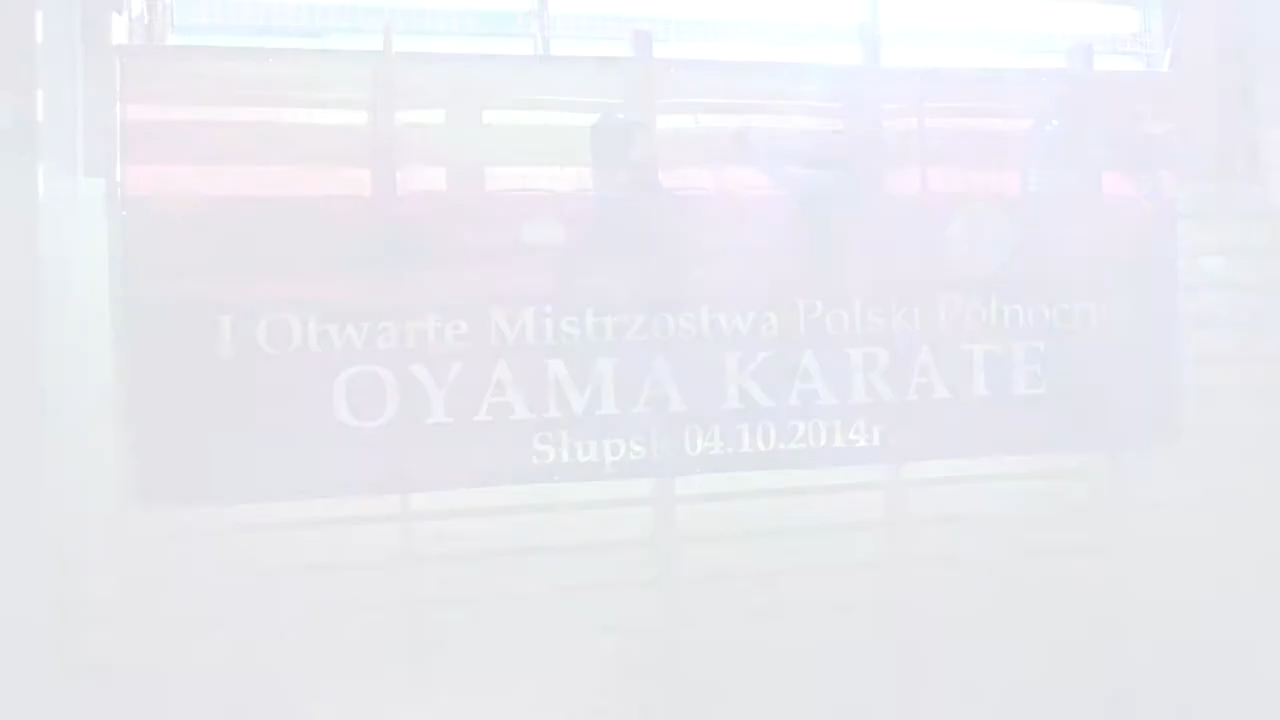 I Otwarte Mistrzostwa Polski Północnej
OYAMA KARATE
Słupsk 04.10.2014r